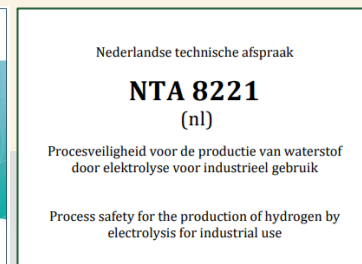 Nederlandse technische afspraak
NTA 8221
(nl)
Procesveiligheid voor de productie van waterstof
door elektrolyse voor industrieel gebruik
Process safety for the production of hydrogen by
electrolysis for industrial use